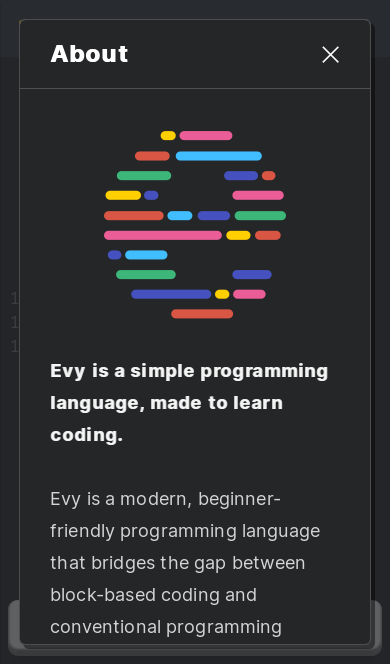 About
Evy is a simple programming
language, made to learn
coding.
Evy is a modern, beginner-
friendly programming language
that bridges the gap between
block-based coding and
conventional programming